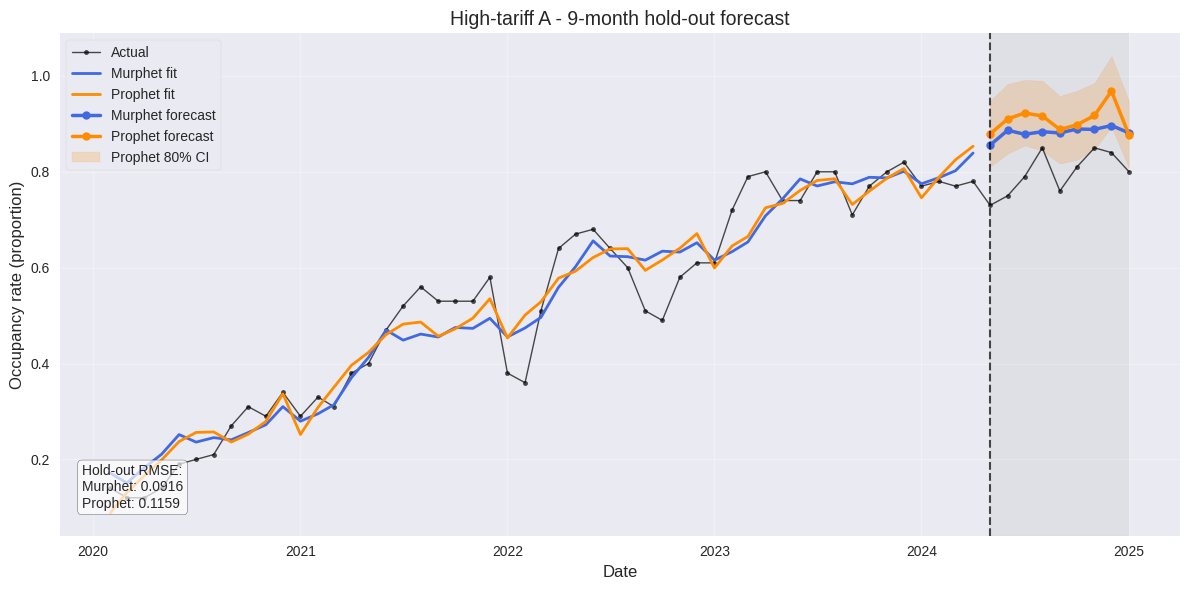 High-tariff A - 9-month hold-out forecast
Actual
Murphet fit
Prophet fit
Murphet forecast
Prophet forecast
Prophet 80% CI
Occupancy rate (proportion)
1.0
0.8
0.6
0.4
0.2
Hold-out RMSE:
Murphet: 0.0916
Prophet: 0.1159
2020
2021
2022
2023
2024
2025
Date